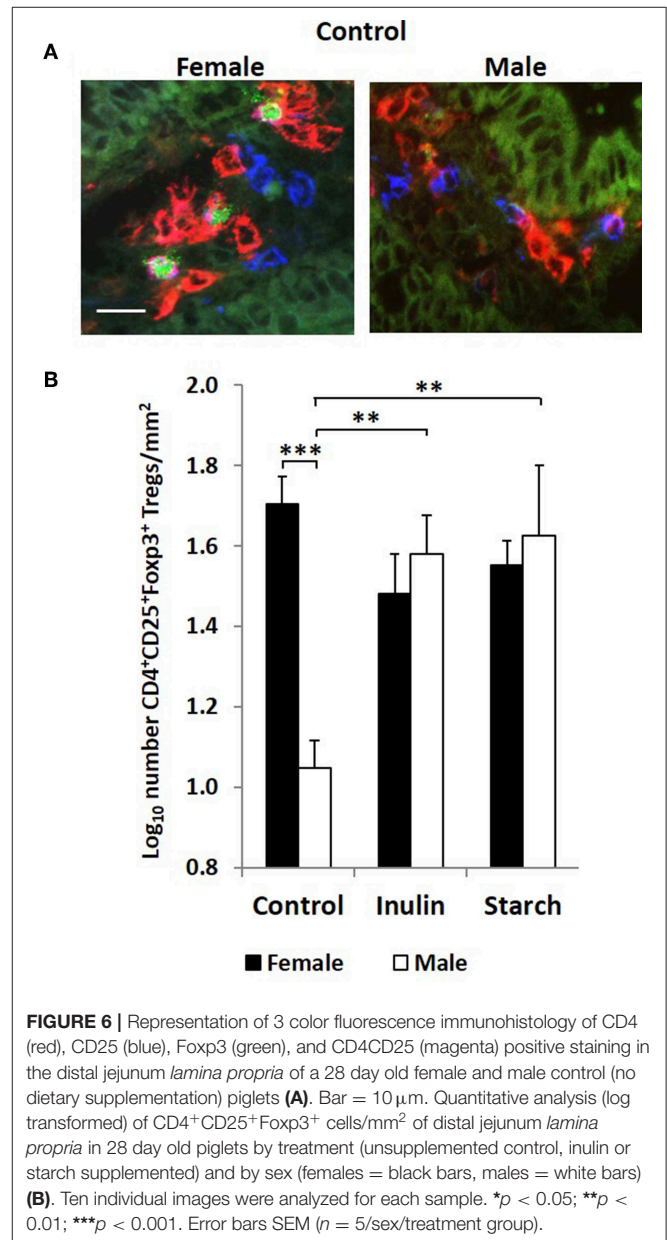 Control
A
Female Male
B
Log₁₀ number CD4⁺CD25⁺Foxp3⁺ Tregs/mm²
2.0
1.8
1.6
1.4
1.2
1.0
0.8
**
**
***
Control Inulin Starch
Female Male
FIGURE 6 | Representation of 3 color fluorescence immunohistology of CD4
(red), CD25 (blue), Foxp3 (green), and CD4CD25 (magenta) positive staining in
the distal jejunum lamina propria of a 28 day old female and male control (no
dietary supplementation) piglets (A). Bar = 10 μm. Quantitative analysis (log
transformed) of CD4⁺CD25⁺Foxp3⁺ cells/mm² of distal jejunum lamina
propria in 28 day old piglets by treatment (unsupplemented control, inulin or
starch supplemented) and by sex (females = black bars, males = white bars)
(B). Ten individual images were analyzed for each sample. *p < 0.05; **p <
0.01; ***p < 0.001. Error bars SEM (n = 5/sex/treatment group).